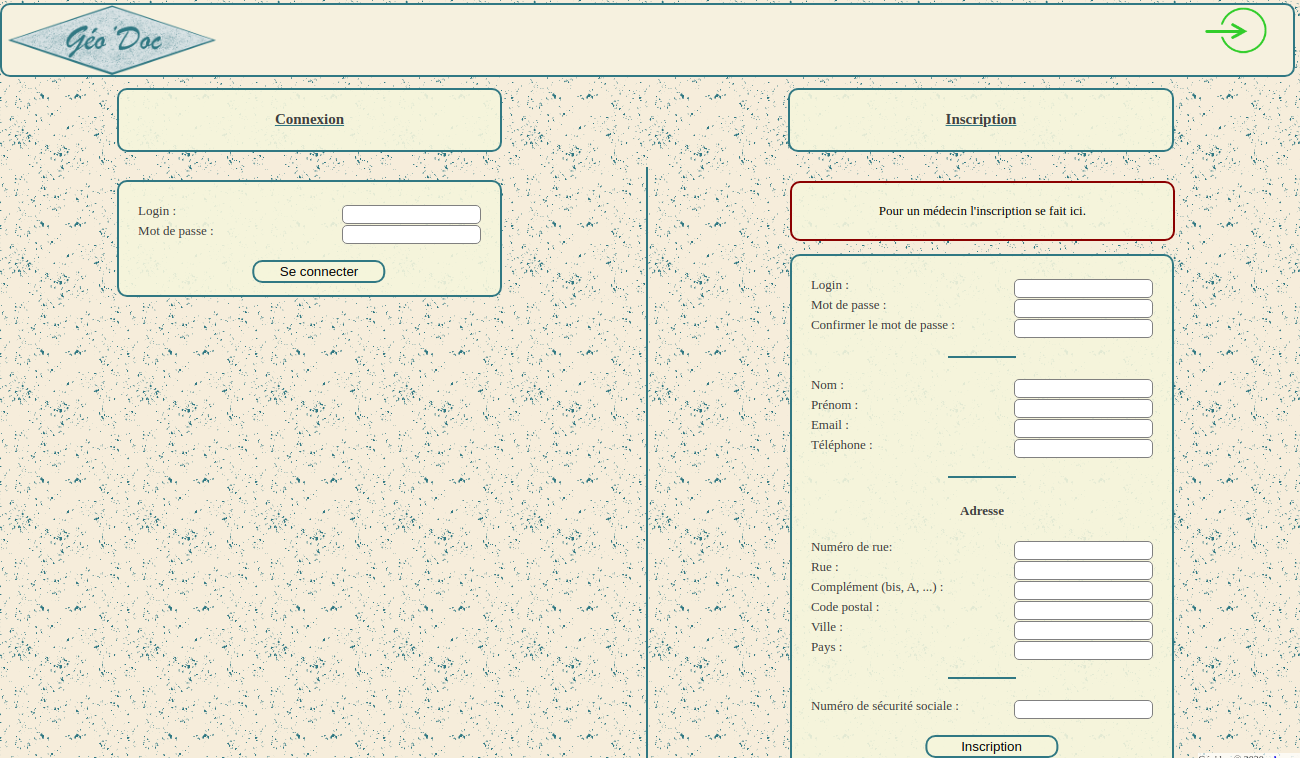 Géo'Doc
Connexion
Login :
Mot de passe :
Se connecter
Inscription
Pour un médecin l'inscription se fait ici.
Login :
Mot de passe :
Confirmer le mot de passe :
Nom :
Prénom :
Email :
Téléphone :
Adresse
Numéro de rue:
Rue :
Complément (bis, A, ...) :
Code postal :
Ville :
Pays :
Numéro de sécurité sociale :
Inscription